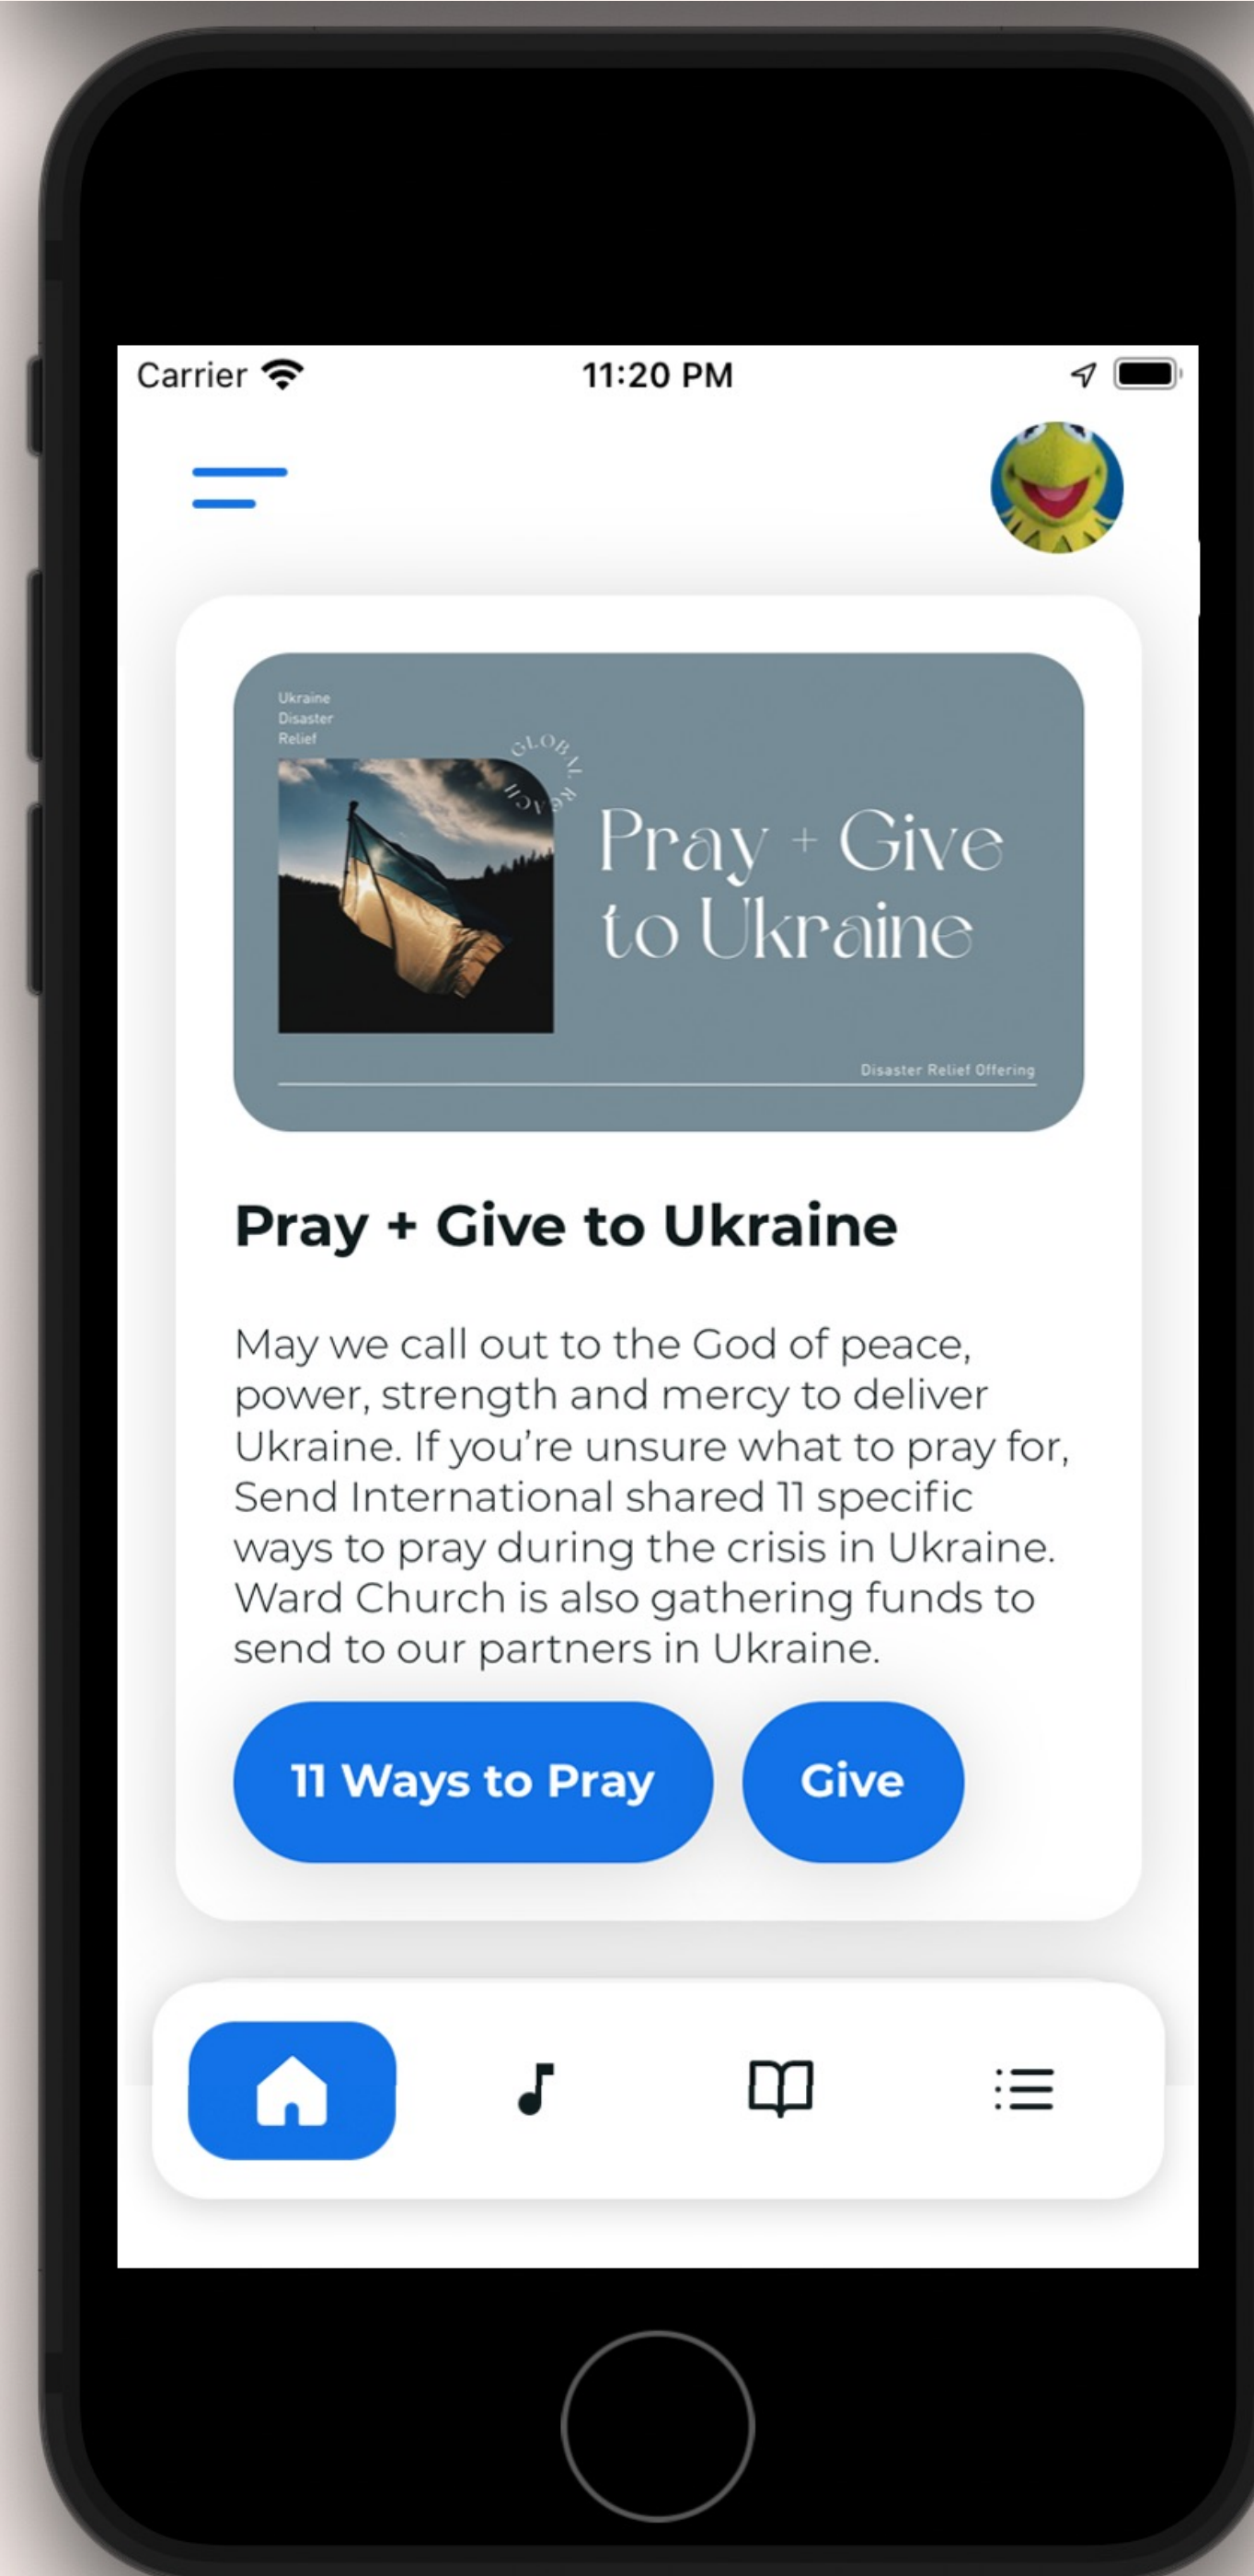 Carrier
11:20 PM
Ukraine
Disaster
Relief
GLOBAL REACH
Pray + Give
to Ukraine
Disaster Relief Offering
Pray + Give to Ukraine
May we call out to the God of peace,
power, strength and mercy to deliver
Ukraine. If you’re unsure what to pray for,
Send International shared 11 specific
ways to pray during the crisis in Ukraine.
Ward Church is also gathering funds to
send to our partners in Ukraine.
11 Ways to Pray
Give